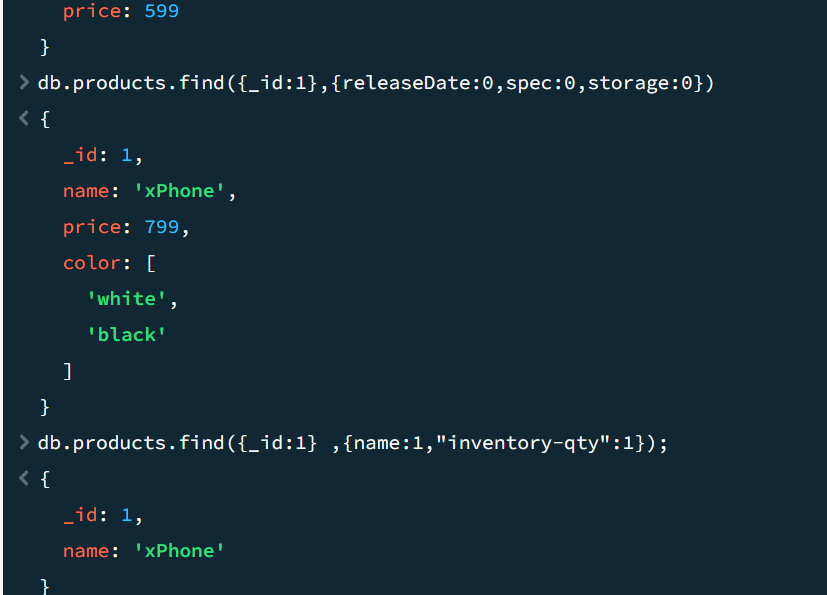 price: 599
}
> db.products.find({_id:1},{releaseDate:0,spec:0,storage:0})
< {
_id: 1,
name: 'xPhone',
price: 799,
color: [
'white',
'black'
]
}
> db.products.find({_id:1} ,{name:1,"inventory-qty":1});
< {
_id: 1,
name: 'xPhone'
}